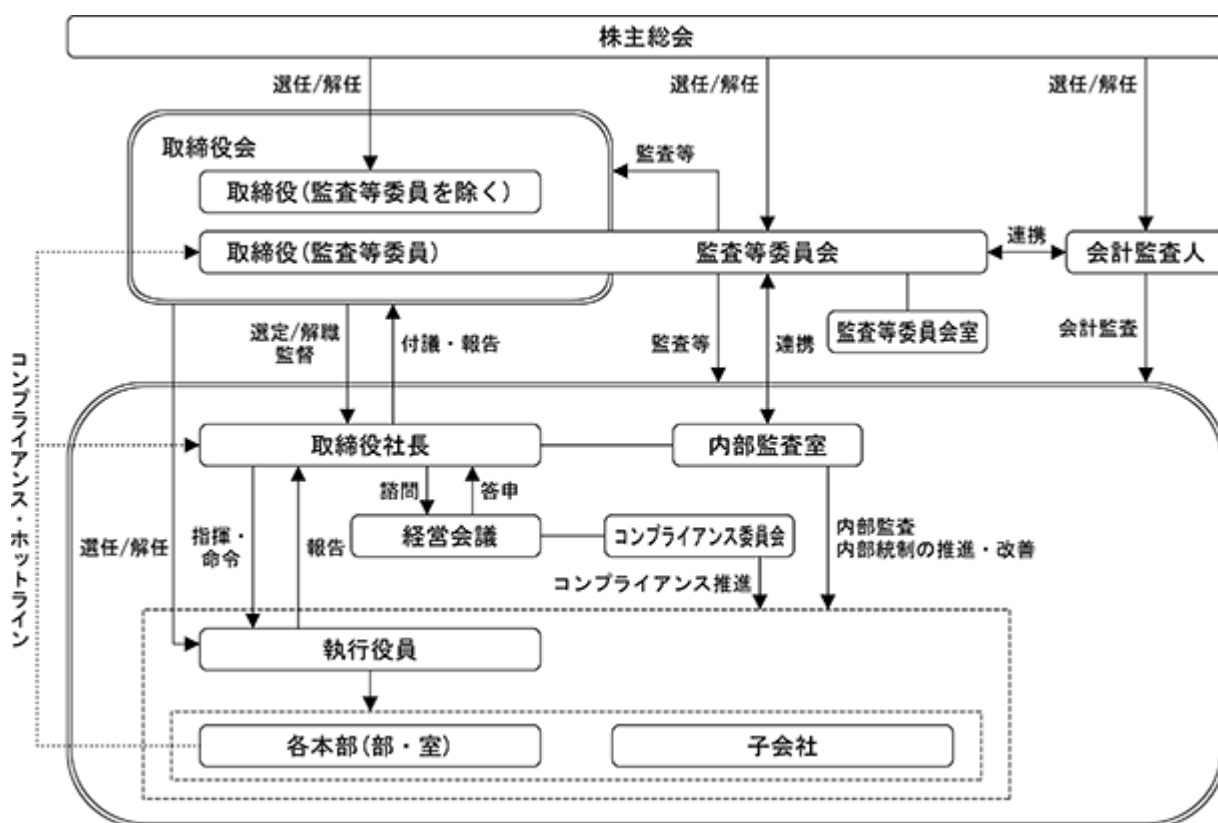 株主総会
選任/解任
選任/解任
選任/解任
取締役会
監査等
取締役(監査等委員を除く)
取締役(監査等委員)
監査等委員会
連携
会計監査人
選定/解職
監督
付議・報告
監査等
連携
監査等委員会室
会計監査
コンプライアンス・ホットライン
取締役社長
内部監査室
諮問
答申
選任/解任
指揮・
命令
報告
経営会議
コンプライアンス委員会
内部監査
内部統制の推進・改善
コンプライアンス推進
執行役員
各本部(部・室)
子会社